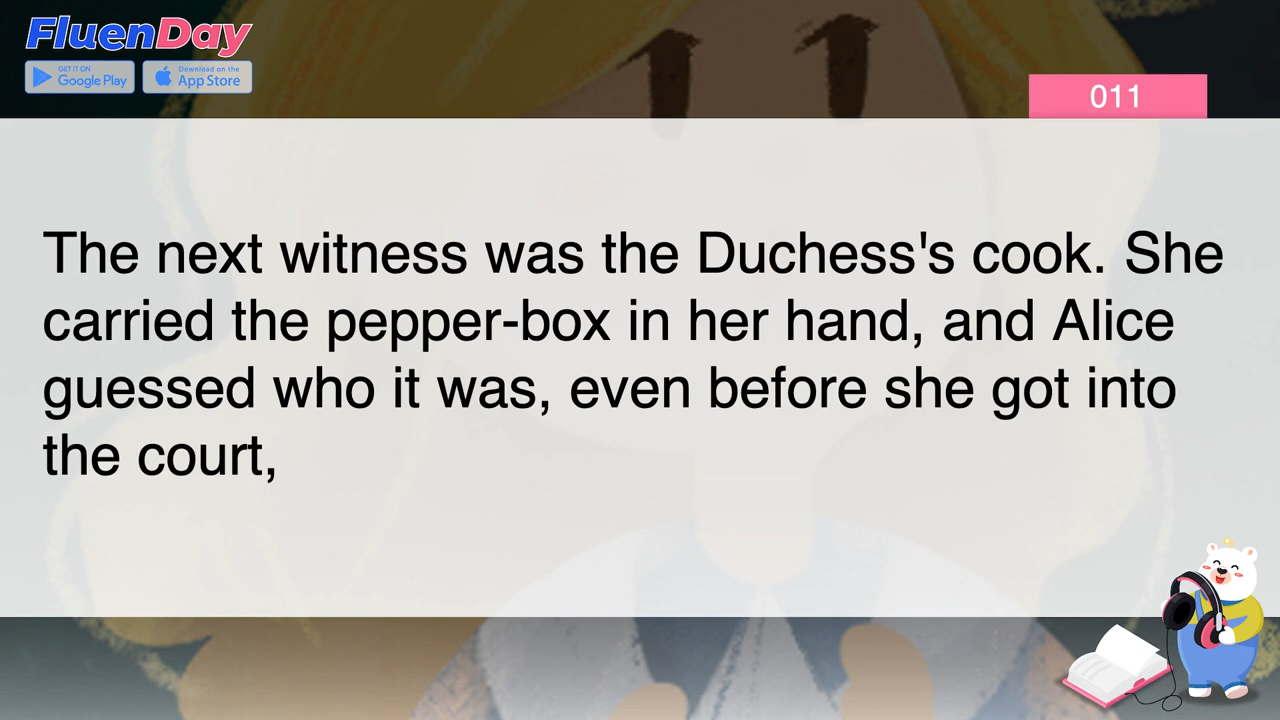 FluenDay
GET IT ON
Google Play
Download on the
App Store
011
The next witness was the Duchess's cook. She
carried the pepper-box in her hand, and Alice
guessed who it was, even before she got into
the court,